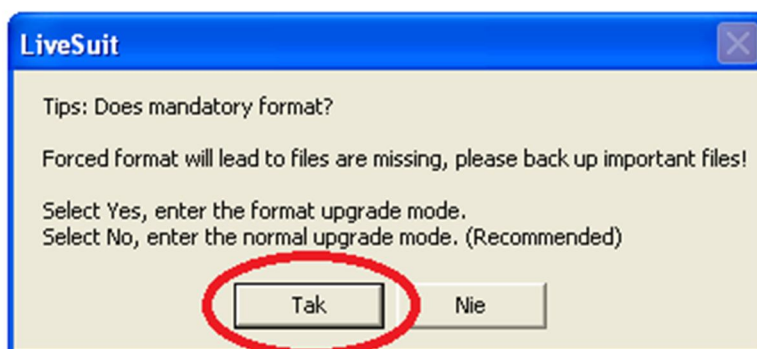 LiveSuit
Tips: Does mandatory format?
Forced format will lead to files are missing, please back up important files!
Select Yes, enter the format upgrade mode.
Select No, enter the normal upgrade mode. (Recommended)
Tak Nie